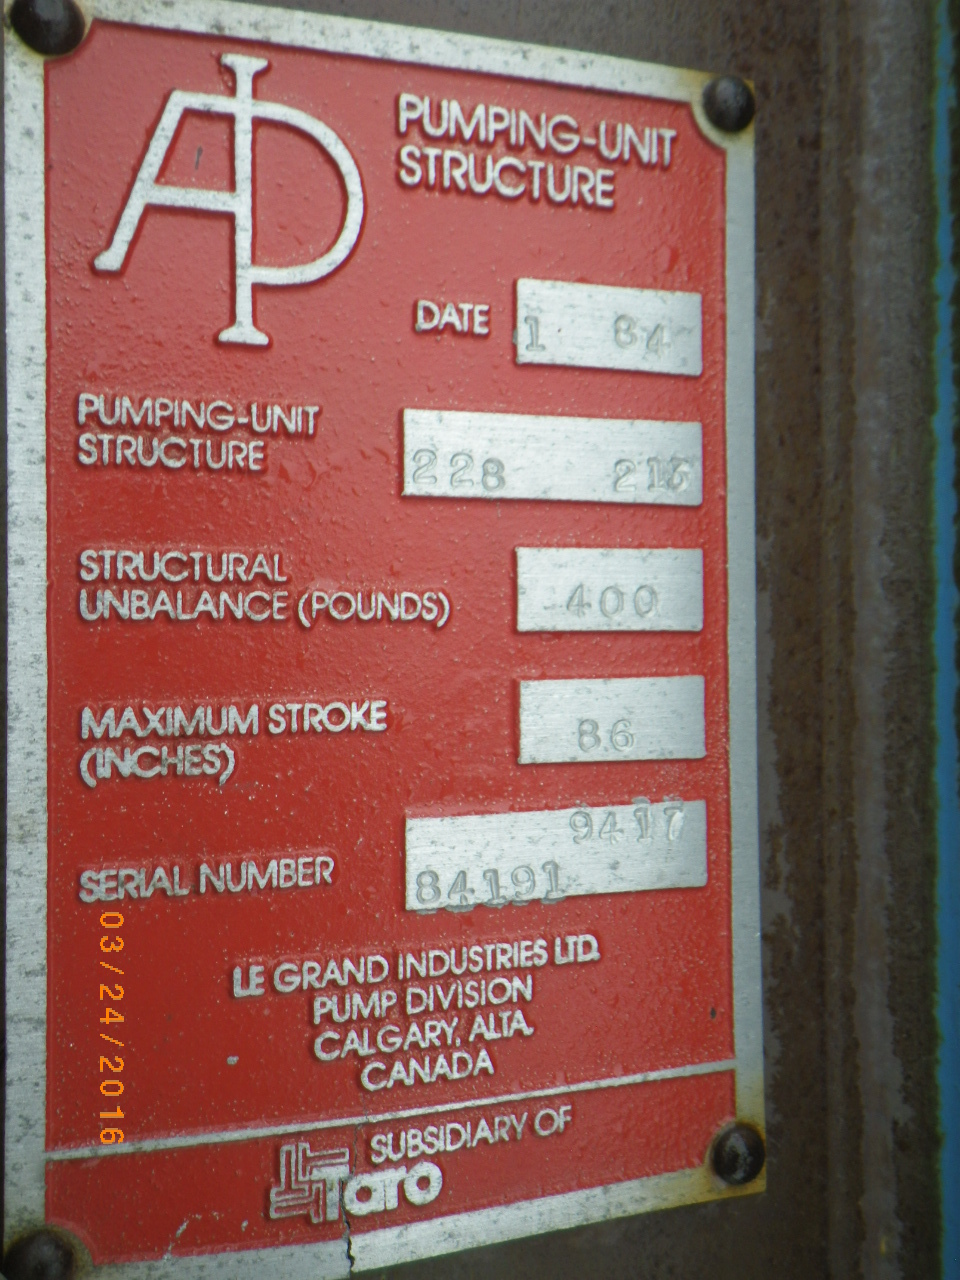 API
PUMPING-UNIT
STRUCTURE
DATE 1 84
PUMPING-UNIT
STRUCTURE 228 213
STRUCTURAL
UNBALANCE (POUNDS) -400
MAXIMUM STROKE
(INCHES) 86
9417
SERIAL NUMBER 84191
LE GRAND INDUSTRIES LTD.
PUMP DIVISION
CALGARY, ALTA.
CANADA
SUBSIDIARY OF
Taro
03/24/2016